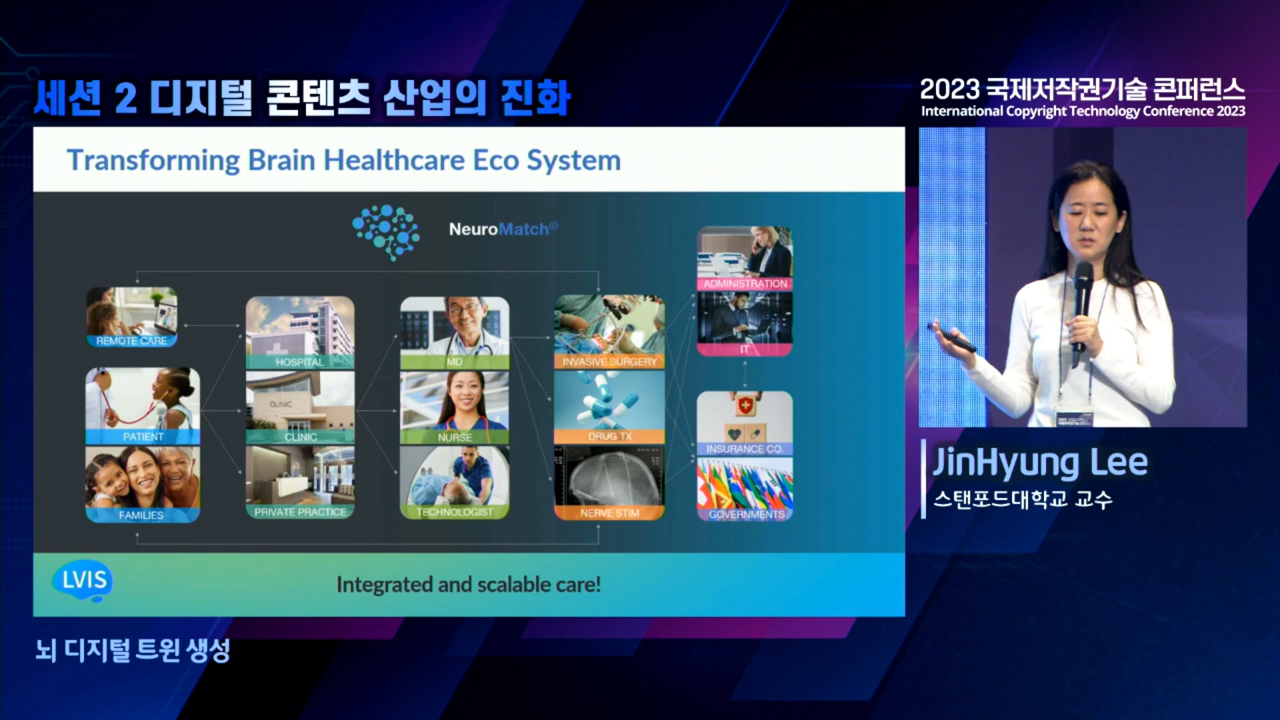 세션 2 디지털 콘텐츠 산업의 진화
2023 국제저작권기술 콘퍼런스
International Copyright Technology Conference 2023
Transforming Brain Healthcare Eco System
NeuroMatch®
REMOTE CARE
PATIENT
FAMILIES
HOSPITAL
CLINIC
CLINIC
PRIVATE PRACTICE
MD
NURSE
TECHNOLOGIST
INVASIVE SURGERY
DRUG TX
NERVE STIM
ADMINISTRATION
IT
INSURANCE CO.
GOVERNMENTS
LVIS
Integrated and scalable care!
JinHyung Lee
스탠포드대학교 교수
뇌 디지털 트윈 생성